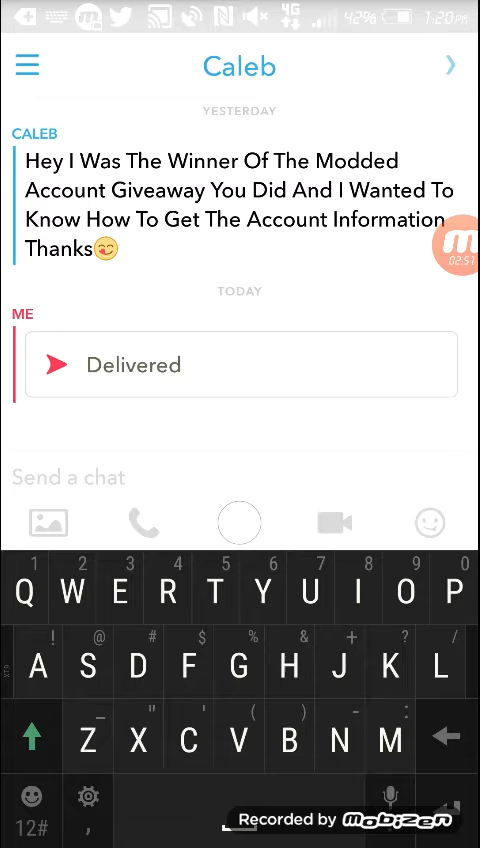 4G 42% 1:20PM
Caleb
YESTERDAY
CALEB
Hey I Was The Winner Of The Modded
Account Giveaway You Did And I Wanted To
Know How To Get The Account Information
Thanks
02:51
TODAY
ME
Delivered
Send a chat
1 2 3 4 5 6 7 8 9 0
Q W E R T Y U I O P
! @ # $ % & + ? /
A S D F G H J K L
XT9
_ " ' ( ) - :
Z X C V B N M
12# ,
Recorded by mobizen